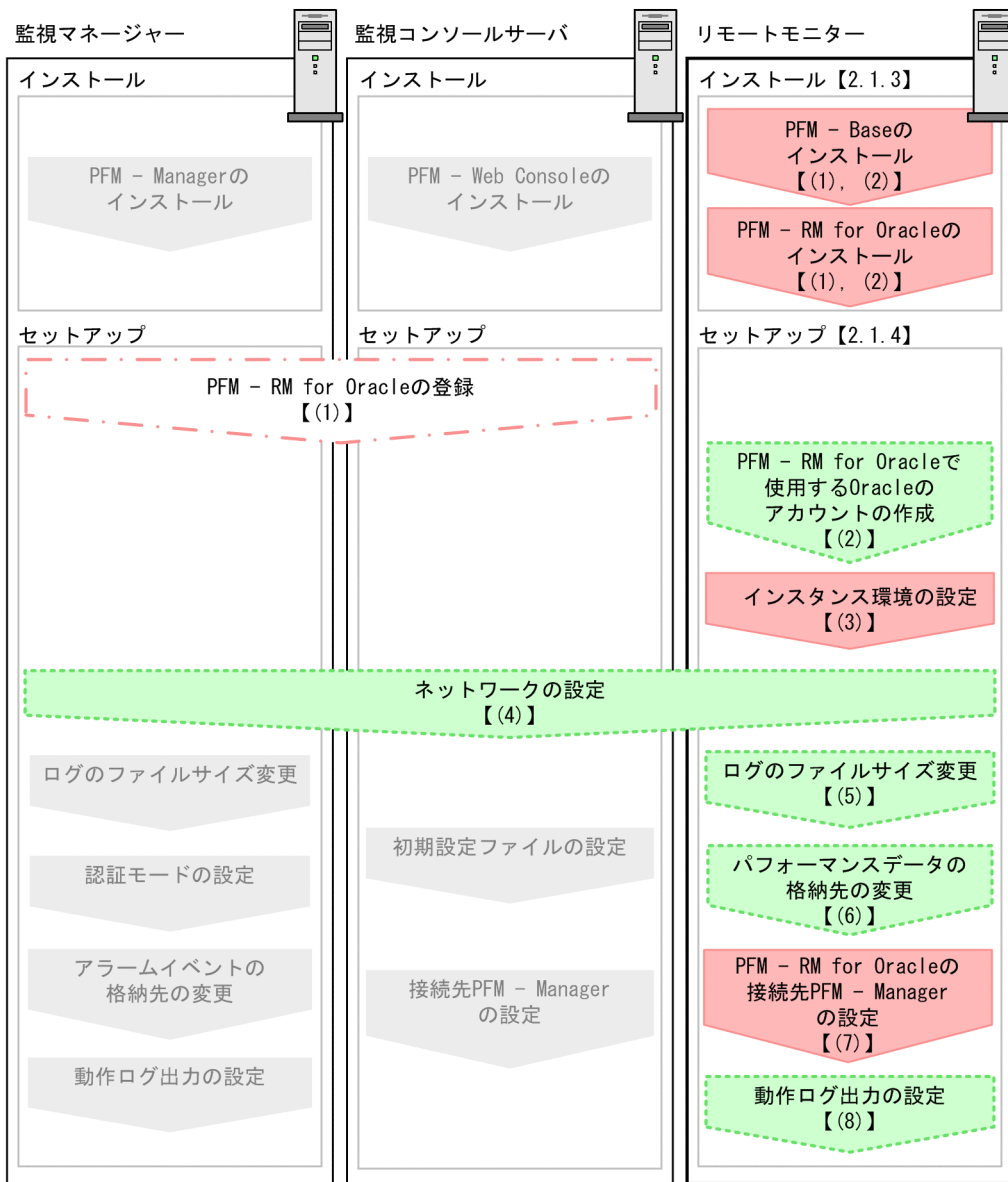 監視マネージャー
監視コンソールサーバ
リモートモニター
インストール
PFM － Managerの
インストール
インストール
PFM － Web Consoleの
インストール
インストール【2.1.3】
PFM － Baseの
インストール
【(1), (2)】
PFM － RM for Oracleの
インストール
【(1), (2)】
セットアップ
セットアップ
セットアップ【2.1.4】
PFM － RM for Oracleの登録
【(1)】
PFM － RM for Oracleで
使用するOracleの
アカウントの作成
【(2)】
インスタンス環境の設定
【(3)】
ネットワークの設定
【(4)】
ログのファイルサイズ変更
認証モードの設定
アラームイベントの
格納先の変更
動作ログ出力の設定
初期設定ファイルの設定
接続先PFM － Manager
の設定
ログのファイルサイズ変更
【(5)】
パフォーマンスデータの
格納先の変更
【(6)】
PFM － RM for Oracleの
接続先PFM － Manager
の設定
【(7)】
動作ログ出力の設定
【(8)】